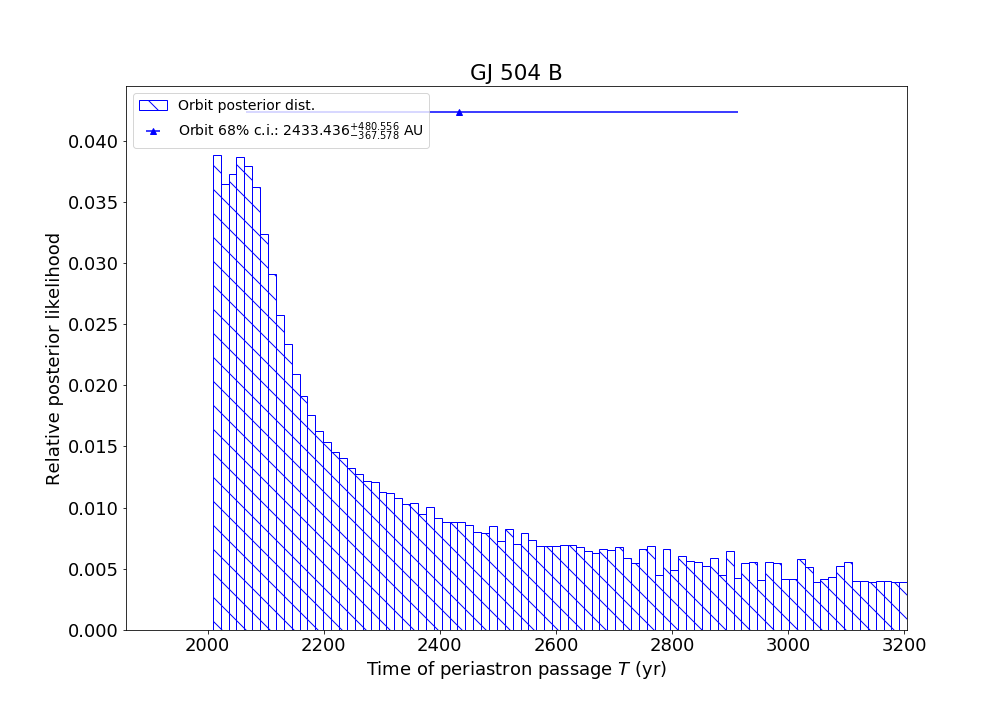 GJ 504 B
Orbit posterior dist.
Orbit 68% c.i.: 2433.436+480.556−367.578 AU
0.040
0.035
0.030
0.025
0.020
0.015
0.010
0.005
0.000
Relative posterior likelihood
2000 2200 2400 2600 2800 3000 3200
Time of periastron passage T (yr)